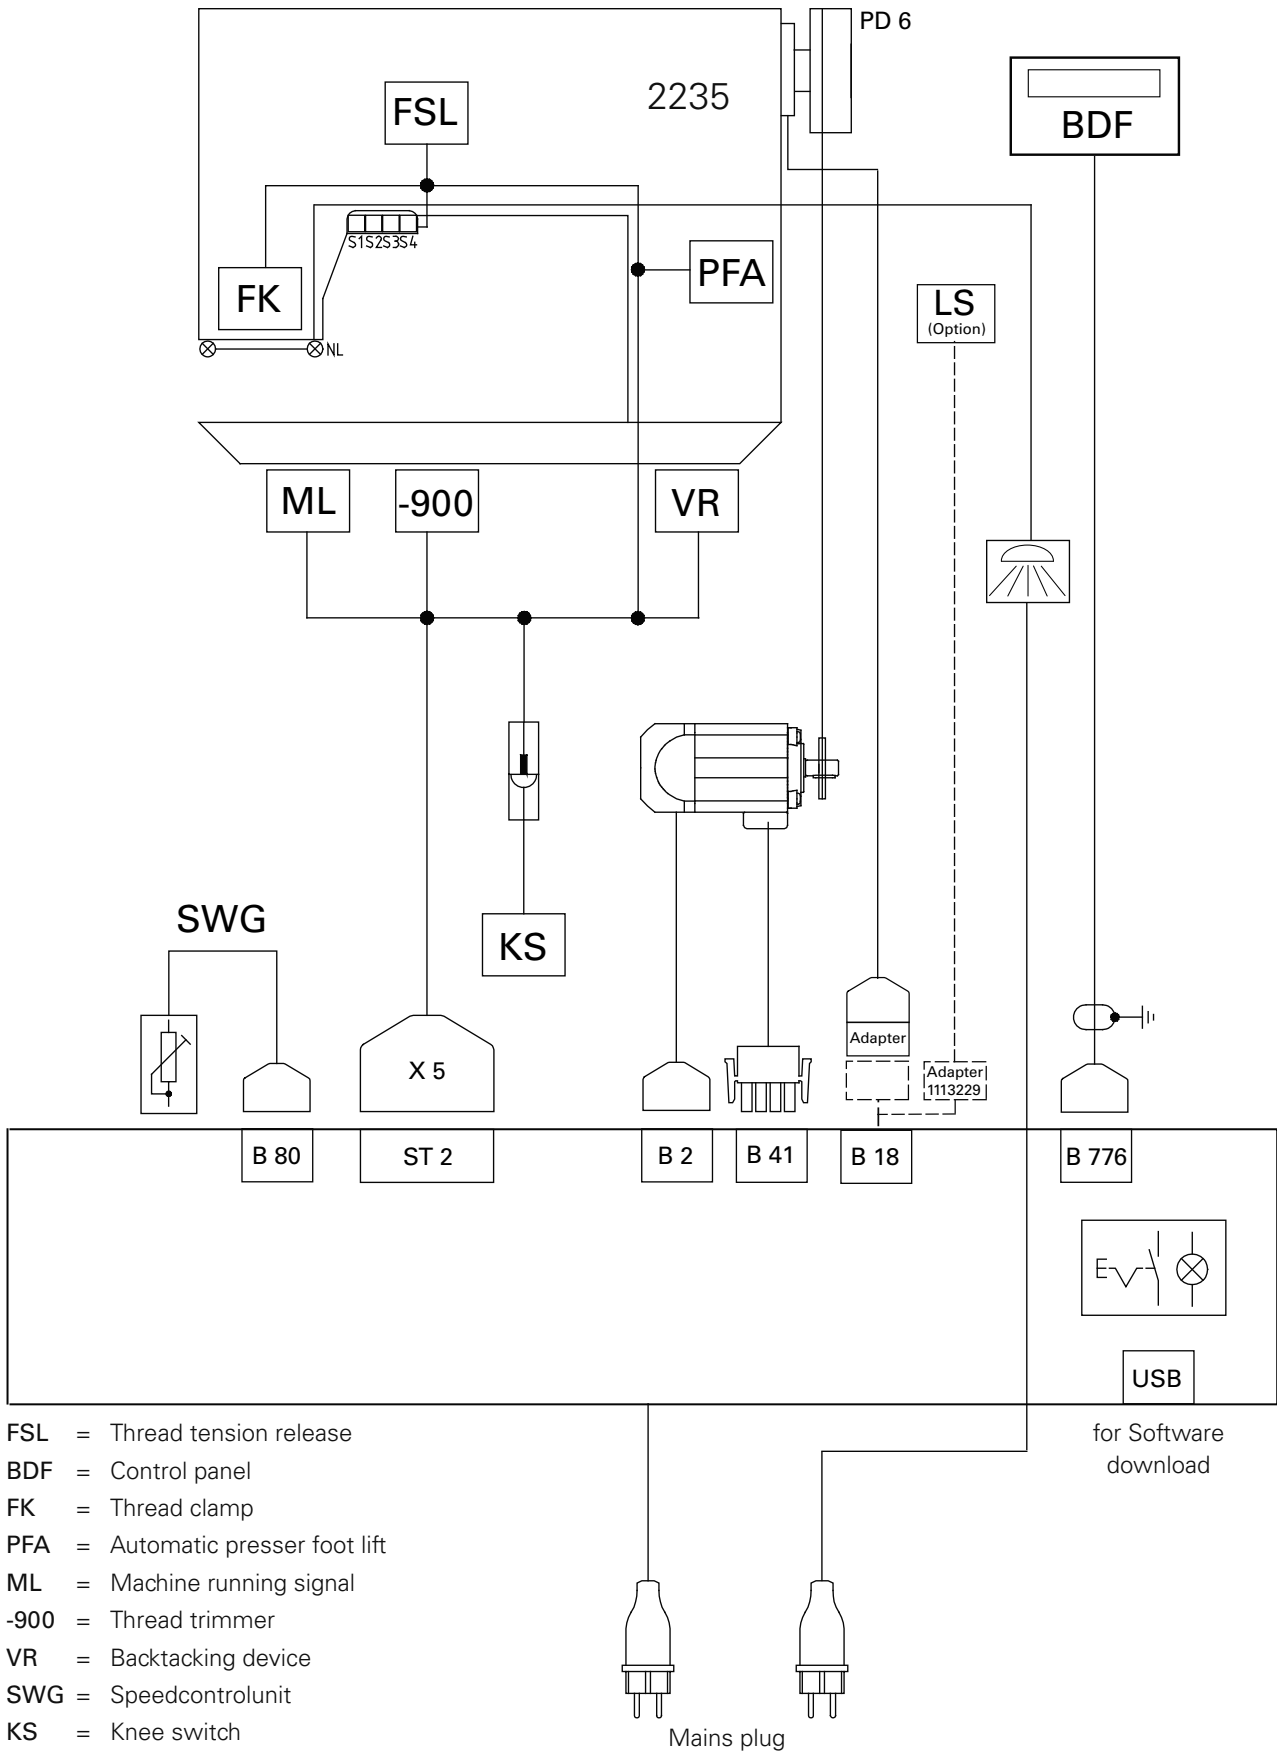 PD 6
2235
FSL
BDF
S1S2S3S4
PFA
FK
LS
(Option)
NL
ML
-900
VR
SWG
KS
Adapter
X 5
Adapter
1113229
B 80
ST 2
B 2
B 41
B 18
B 776
E
USB
for Software
download
FSL = Thread tension release
BDF = Control panel
FK = Thread clamp
PFA = Automatic presser foot lift
ML = Machine running signal
-900 = Thread trimmer
VR = Backtacking device
SWG = Speedcontrolunit
KS = Knee switch
Mains plug